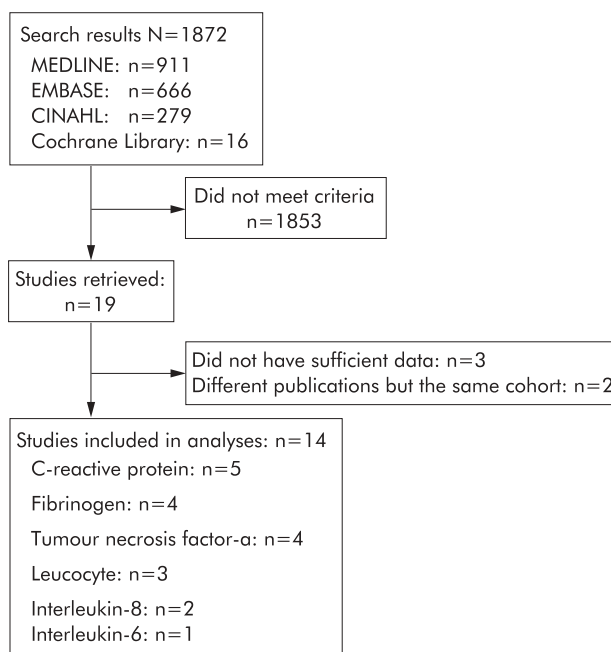 Search results N=1872
MEDLINE: n=911
EMBASE: n=666
CINAHL: n=279
Cochrane Library: n=16
Did not meet criteria
n=1853
Studies retrieved:
n=19
Did not have sufficient data: n=3
Different publications but the same cohort: n=2
Studies included in analyses: n=14
C-reactive protein: n=5
Fibrinogen: n=4
Tumour necrosis factor-a: n=4
Leucocyte: n=3
Interleukin-8: n=2
Interleukin-6: n=1